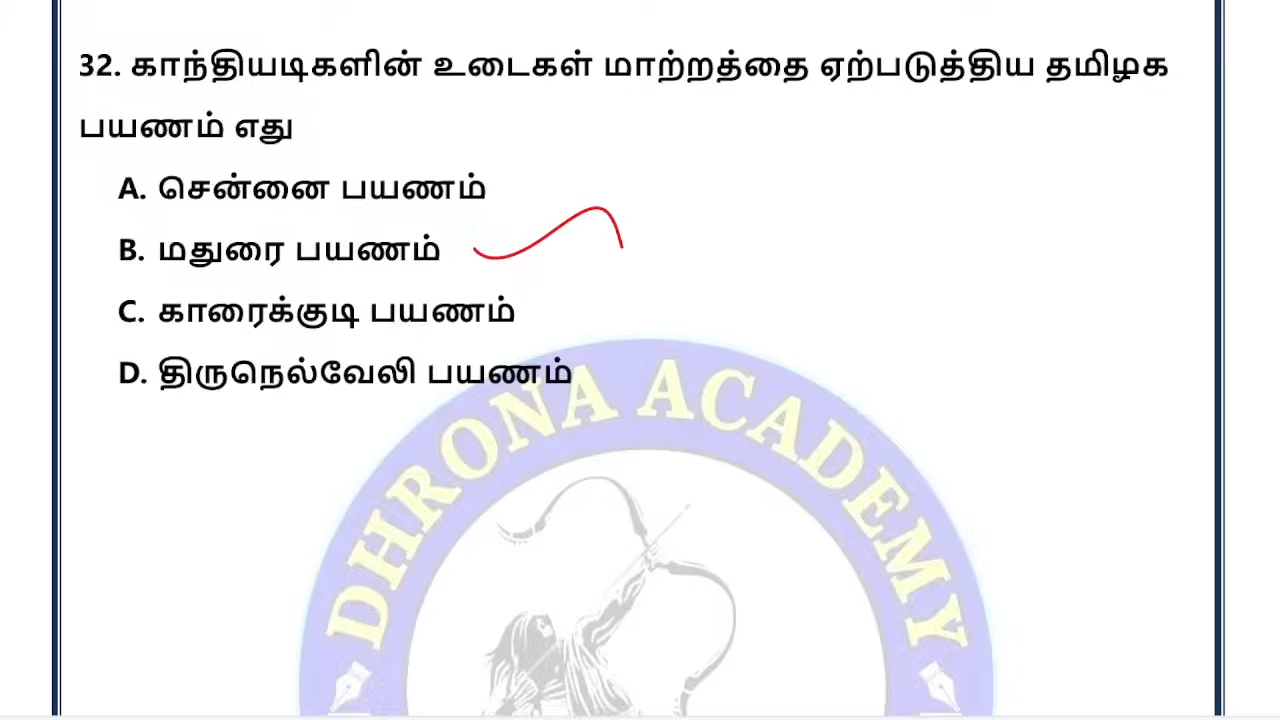 32. காந்தியடிகளின் உடைகள் மாற்றத்தை ஏற்படுத்திய தமிழக
பயணம் எது
A. சென்னை பயணம்
B. மதுரை பயணம்
C. காரைக்குடி பயணம்
D. திருநெல்வேலி பயணம்
DHRONA ACADEMY